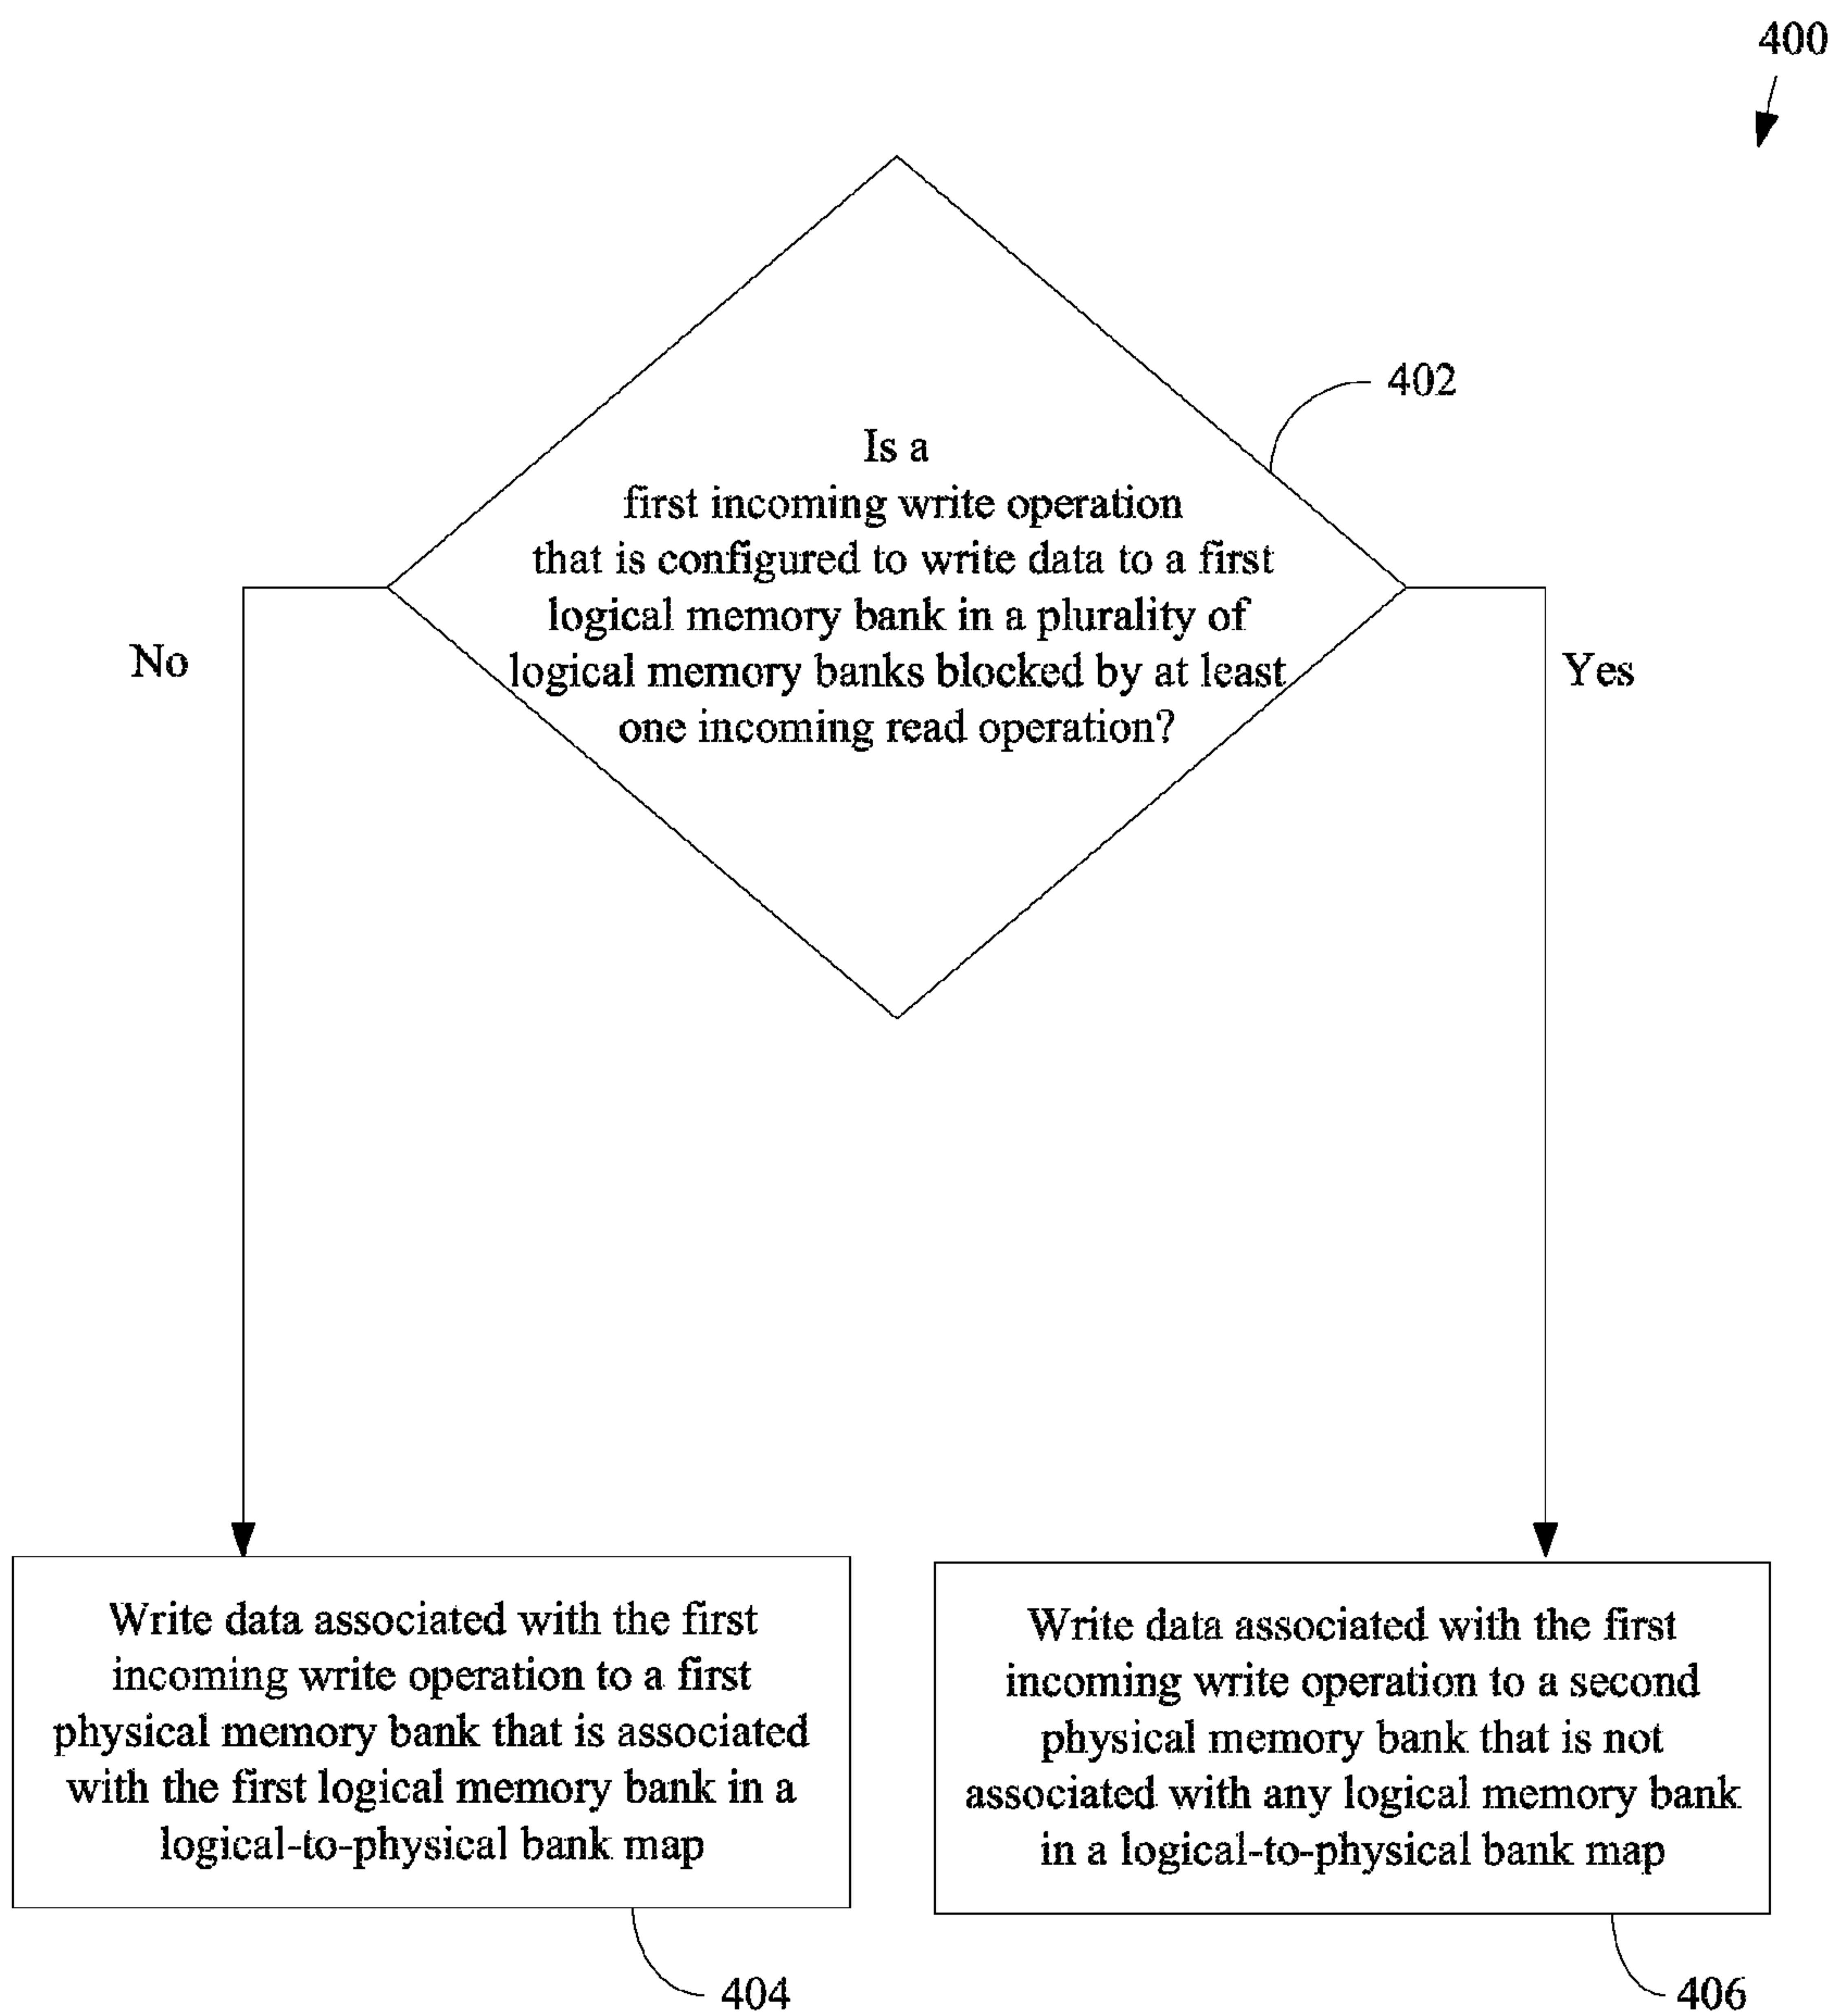 400
402
Is a
first incoming write operation
that is configured to write data to a first
logical memory bank in a plurality of
logical memory banks blocked by at least
one incoming read operation?
No
Yes
Write data associated with the first
incoming write operation to a first
physical memory bank that is associated
with the first logical memory bank in a
logical-to-physical bank map
404
Write data associated with the first
incoming write operation to a second
physical memory bank that is not
associated with any logical memory bank
in a logical-to-physical bank map
406